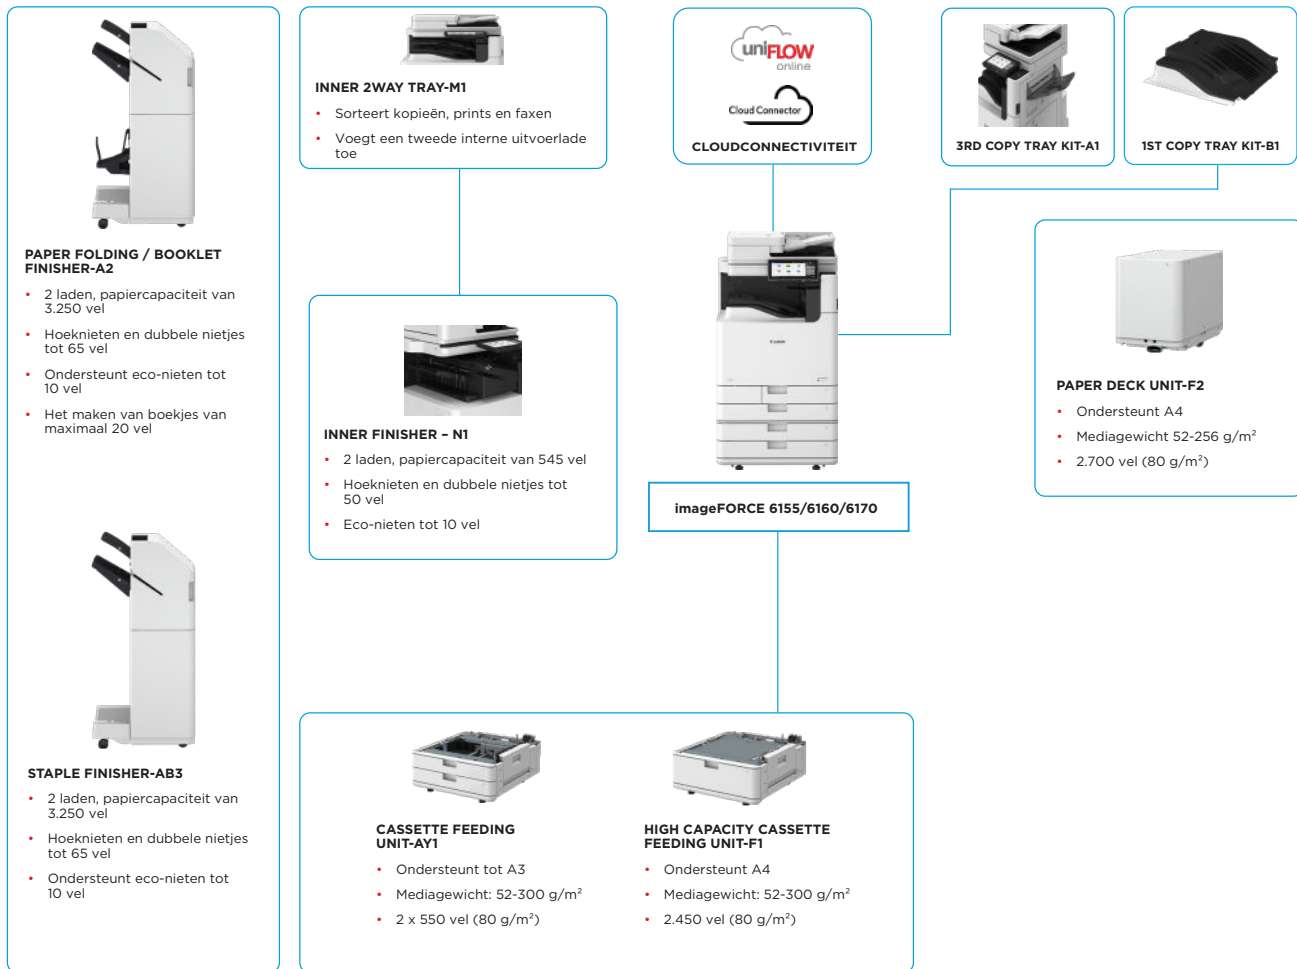 PAPER FOLDING / BOOKLET
FINISHER-A2
• 2 laden, papiercapaciteit van
3.250 vel
• Hoeknieten en dubbele nietjes
tot 65 vel
• Ondersteunt eco-nieten tot
10 vel
• Het maken van boekjes van
maximaal 20 vel
STAPLE FINISHER-AB3
• 2 laden, papiercapaciteit van
3.250 vel
• Hoeknieten en dubbele nietjes
tot 65 vel
• Ondersteunt eco-nieten tot
10 vel
INNER 2WAY TRAY-M1
• Sorteert kopieën, prints en faxen
• Voegt een tweede interne uitvoerlade
toe
INNER FINISHER – N1
• 2 laden, papiercapaciteit van 545 vel
• Hoeknieten en dubbele nietjes tot
50 vel
• Eco-nieten tot 10 vel
uniFLOW
online
Cloud Connector
CLOUDCONNECTIVITEIT
3RD COPY TRAY KIT-A1
1ST COPY TRAY KIT-B1
Canon
imageFORCE 6155/6160/6170
PAPER DECK UNIT-F2
• Ondersteunt A4
• Mediagewicht 52-256 g/m²
• 2.700 vel (80 g/m²)
CASSETTE FEEDING
UNIT-AY1
• Ondersteunt tot A3
• Mediagewicht: 52-300 g/m²
• 2 x 550 vel (80 g/m²)
HIGH CAPACITY CASSETTE
FEEDING UNIT-F1
• Ondersteunt A4
• Mediagewicht: 52-300 g/m²
• 2.450 vel (80 g/m²)